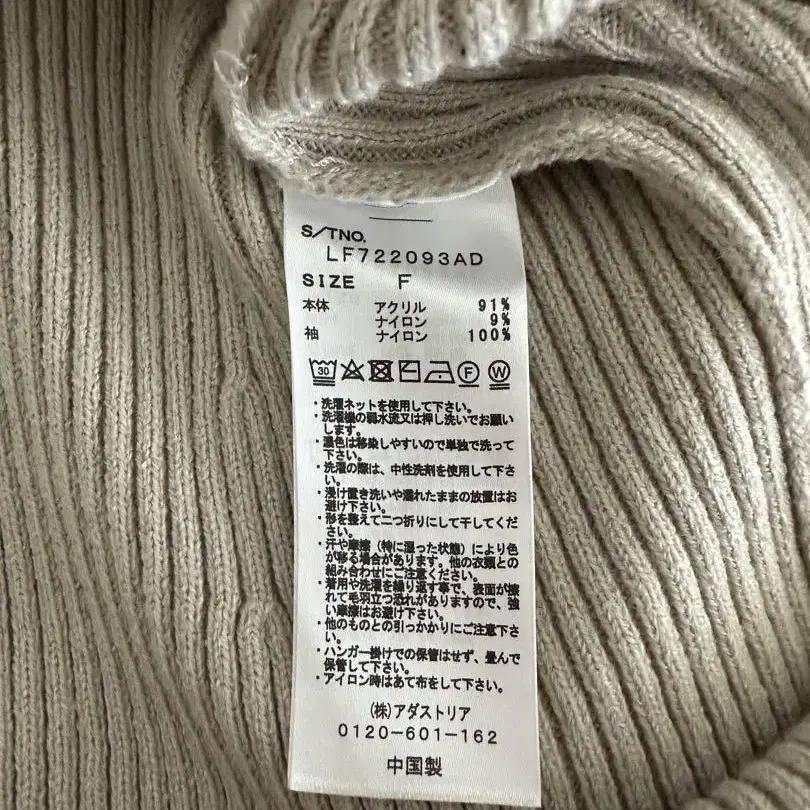 S/TNO.
LF722093AD
SIZE F
本体 アクリル 91%
ナイロン 9%
袖 ナイロン 100%
30 F W
・洗濯ネットを使用して下さい。
・洗濯機の弱水流又は押し洗いでお願い
します。
・濃色は移染しやすいので単独で洗って
下さい。
・洗濯の際は、中性洗剤を使用して下さ
い。
・浸け置き洗いや濡れたままの放置はお
避け下さい。
・形を整えて二つ折りにして干してくだ
さい。
・汗や摩擦（特に湿った状態）により色
が移る場合があります。他の衣類との
組み合わせにご注意ください。
・着用や洗濯を繰り返す事で、表面が擦
れて毛羽立つ恐れがありますので、強
い摩擦はお避け下さい。
・他のものとの引っかかりにご注意下さ
い。
・ハンガー掛けでの保管はせず、畳んで
保管して下さい。
・アイロン時はあて布をして下さい。
(株)アダストリア
0120-601-162
中国製